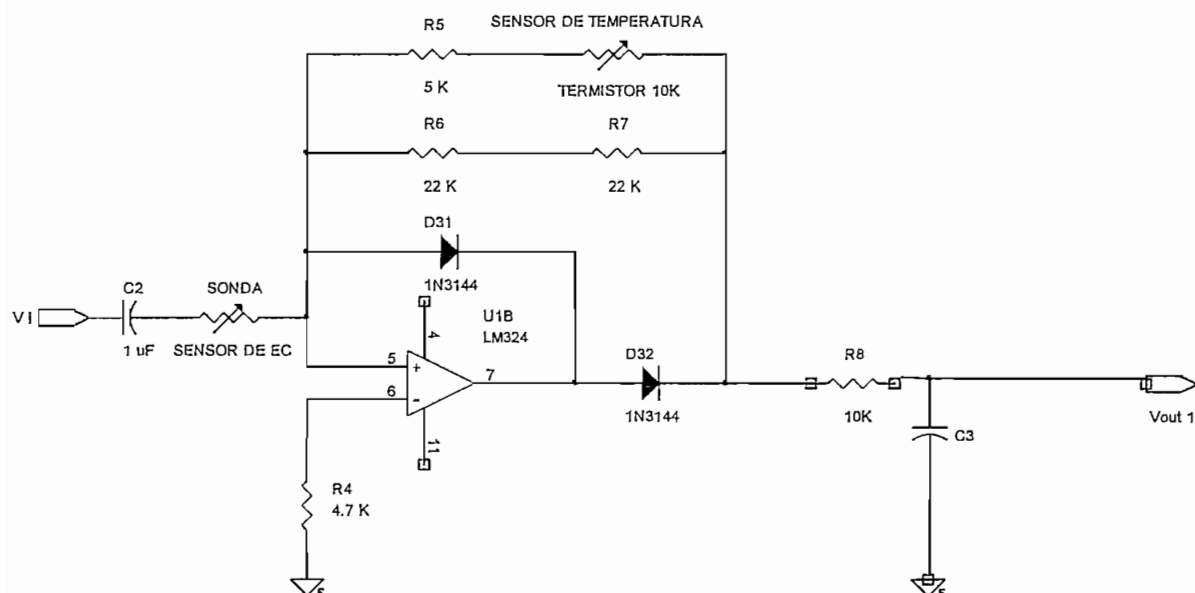 SENSOR DE TEMPERATURA
R5
5 K
TERMISTOR 10K
R6
R7
22 K
22 K
D31
1N3144
C2
SONDA
V I
1 uF
SENSOR DE EC
U1B
LM324
4
5
+
6
-
7
11
D32
1N3144
R8
10K
Vout 1
C3
R4
4.7 K